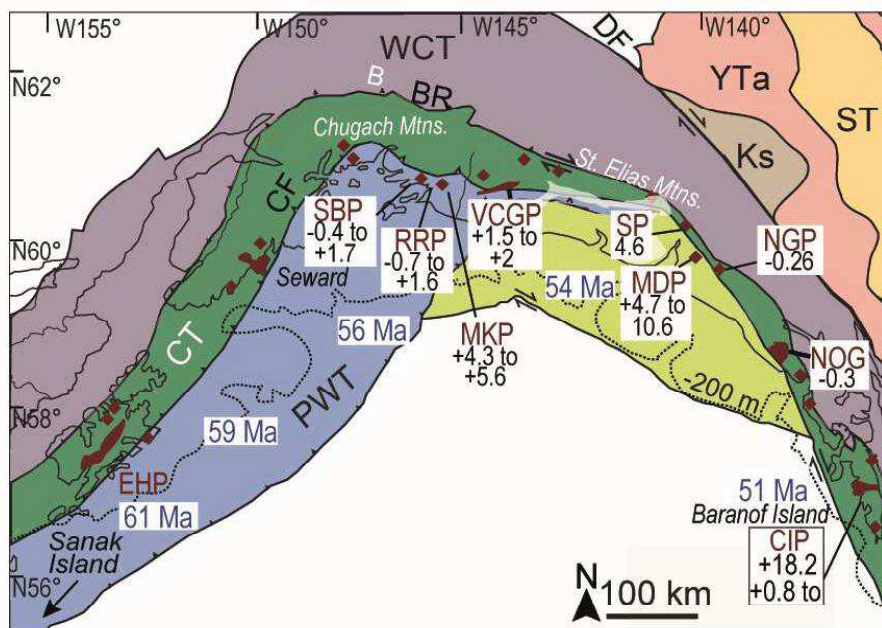 W155°
W150°
W145°
W140°
DF
WCT
YTa
ST
N62°
B
BR
Chugach Mtns.
St. Elias Mtns.
Ks
CF
SBP
-0.4 to
+1.7
RRP
-0.7 to
+1.6
VCGP
+1.5 to
+2
SP
4.6
NGP
-0.26
N60°
Seward
MDP
+4.7 to
10.6
54 Ma
56 Ma
MKP
+4.3 to
+5.6
NOG
-0.3
CT
PWT
-200 m
N58°
59 Ma
EHP
61 Ma
51 Ma
Baranof Island
CIP
+18.2
+0.8 to
Sanak
Island
N56°
N
100 km